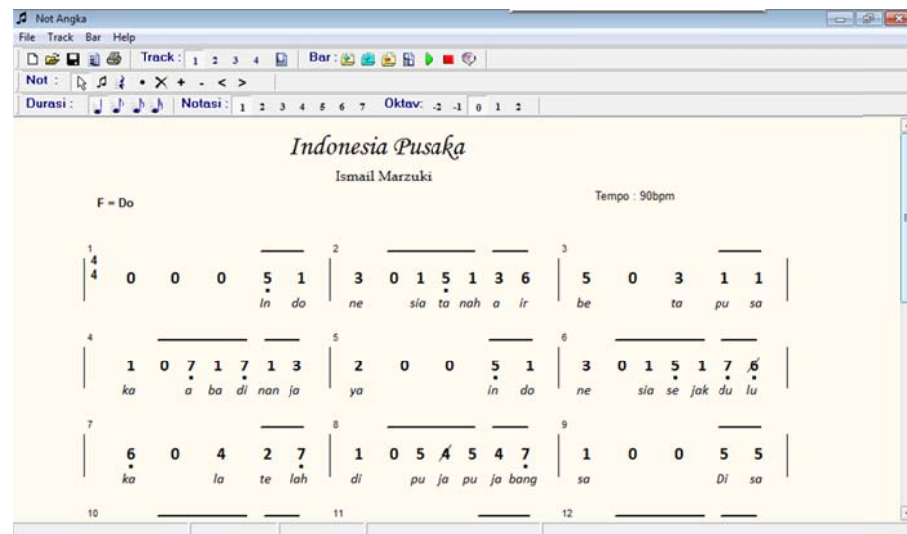 Not Angka
File Track Bar Help
Track : 1 2 3 4 Bar :
Not : + - < >
Durasi : Notasi : 1 2 3 4 5 6 7 Oktav: -2 -1 0 1 2
Indonesia Pusaka
Ismail Marzuki
F = Do Tempo : 90bpm
1 2 3
4 4 0 0 0 5 1 3 0 1 5 1 3 6 5 0 3 1 1
In do ne sia ta nah a ir be ta pu sa
4 5 6
1 0 7 1 7 1 3 2 0 0 5 1 3 0 1 5 1 7 6
ka a ba di nan ja ya in do ne sia se jak du lu
7 8 9
6 0 4 2 7 1 0 5 4 5 4 7 1 0 0 5 5
ka la te lah di pu ja pu ja bang sa Di sa
10 11 12